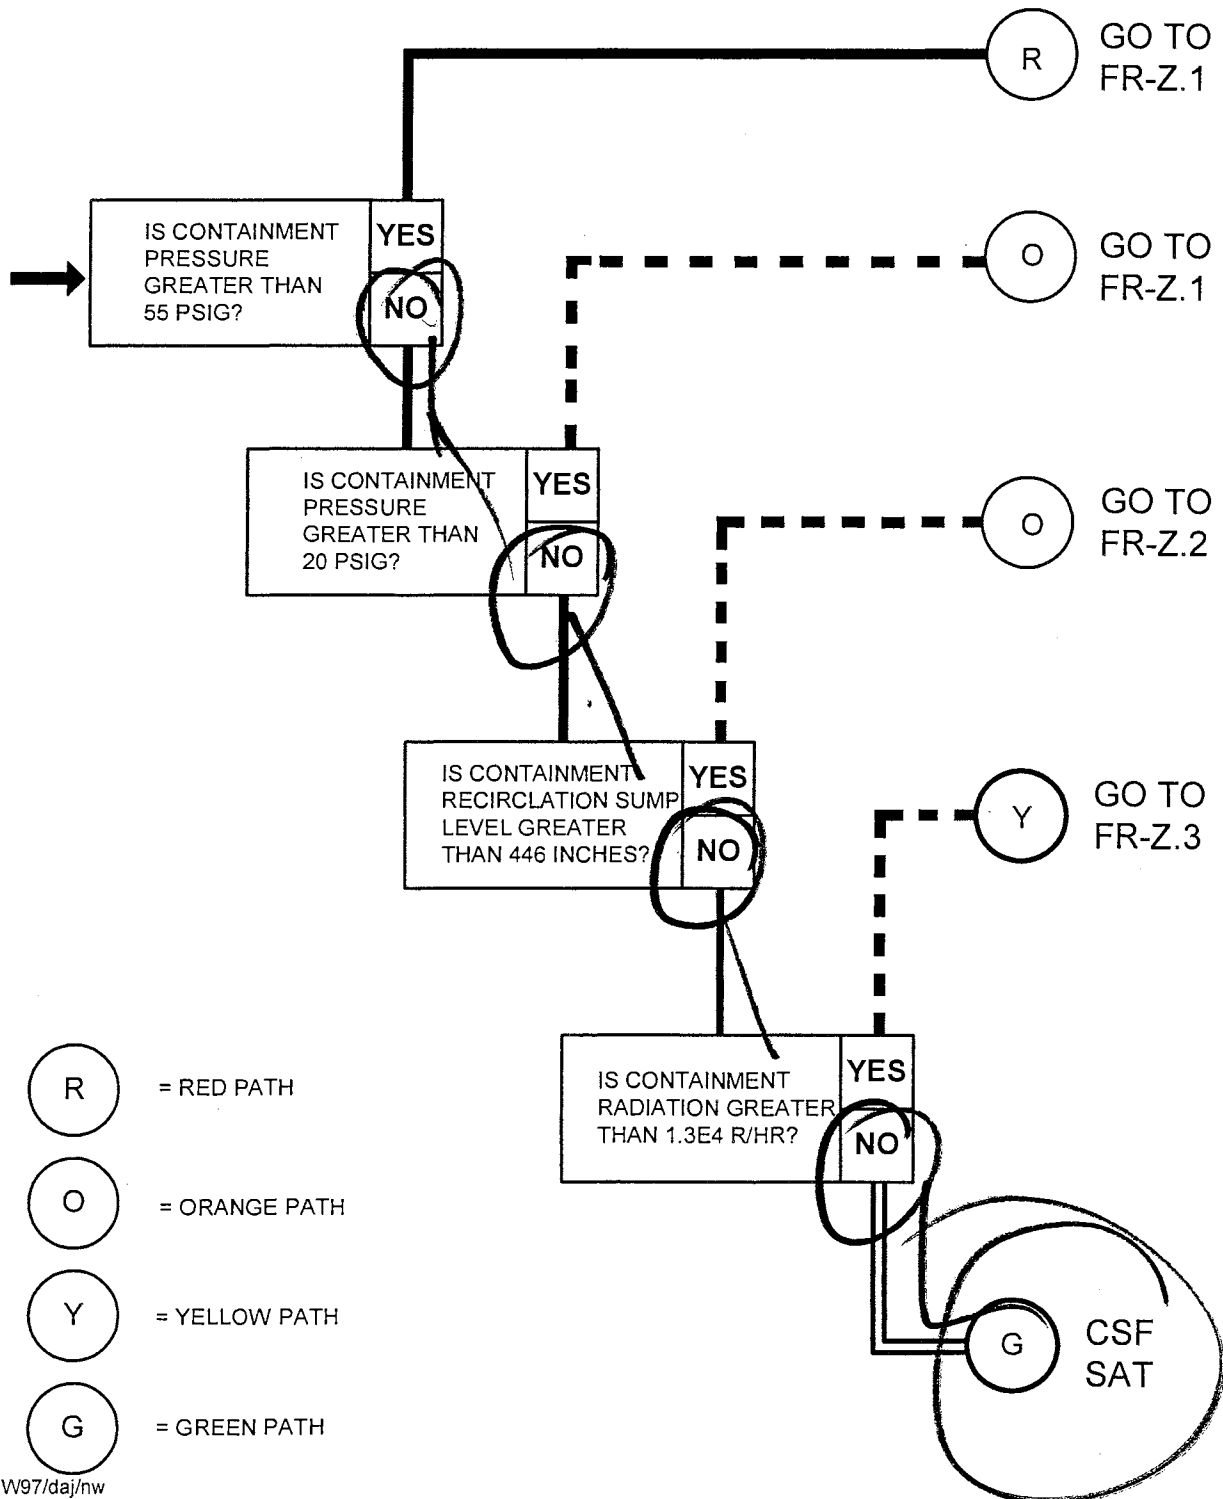 R
GO TO
FR-Z.1
IS CONTAINMENT
PRESSURE
GREATER THAN
55 PSIG?
YES
NO
O
GO TO
FR-Z.1
IS CONTAINMENT
PRESSURE
GREATER THAN
20 PSIG?
YES
NO
O
GO TO
FR-Z.2
IS CONTAINMENT
RECIRCLATION SUMP
LEVEL GREATER
THAN 446 INCHES?
YES
NO
Y
GO TO
FR-Z.3
IS CONTAINMENT
RADIATION GREATER
THAN 1.3E4 R/HR?
YES
NO
G
CSF
SAT
R
= RED PATH
O
= ORANGE PATH
Y
= YELLOW PATH
G
= GREEN PATH
W97/daj/nw